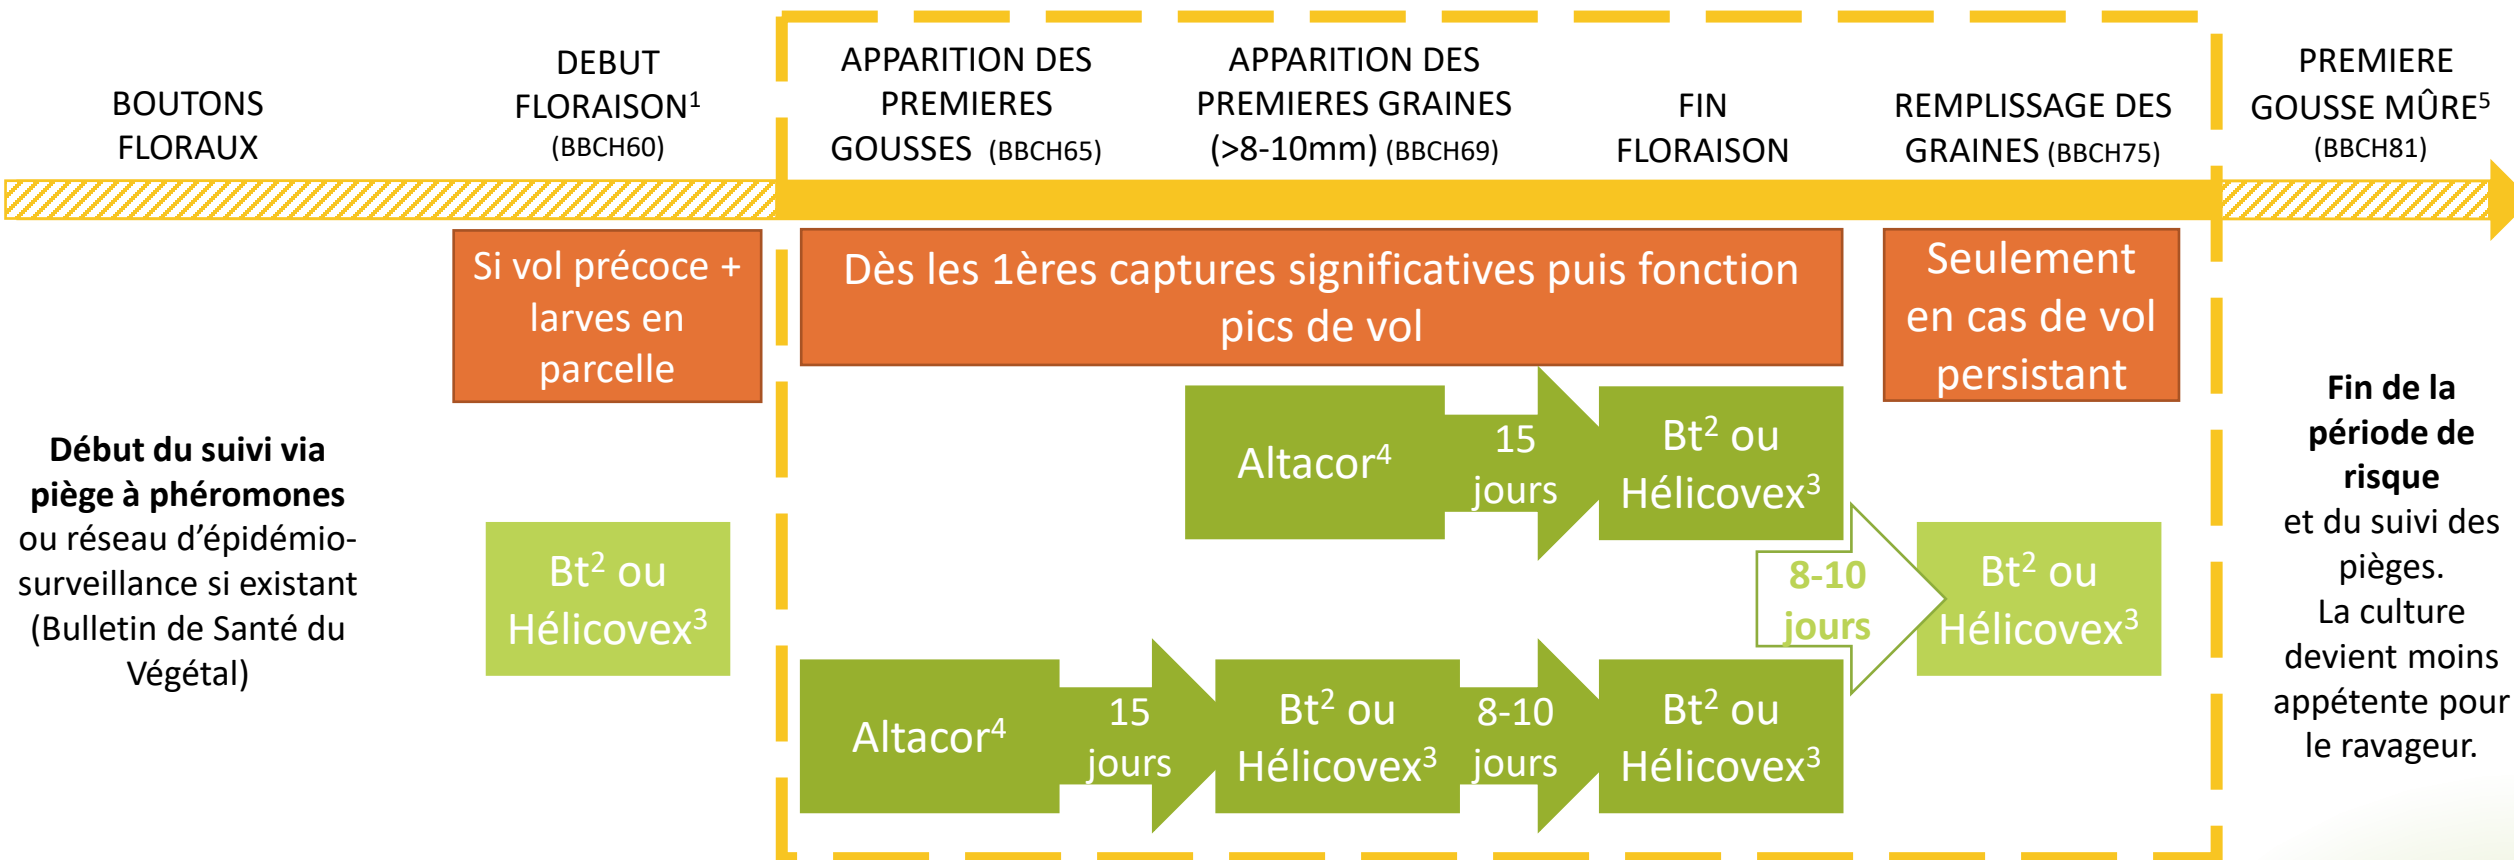 BOUTONS
FLORAUX
DEBUT
FLORAISON¹
(BBCH60)
APPARITION DES
PREMIERES
GOUSSES (BBCH65)
APPARITION DES
PREMIERES GRAINES
(>8-10mm) (BBCH69)
FIN
FLORAISON
REMPLISSAGE DES
GRAINES (BBCH75)
PREMIERE
GOUSSE MÛRE⁵
(BBCH81)
Si vol précoce +
larves en
parcelle
Dès les 1ères captures significatives puis fonction
pics de vol
Seulement
en cas de vol
persistant
Début du suivi via
piège à phéromones
ou réseau d'épidémio-
surveillance si existant
(Bulletin de Santé du
Végétal)
Bt² ou
Hélicovex³
Altacor⁴
15
jours
Bt² ou
Hélicovex³
8-10
jours
Bt² ou
Hélicovex³
Altacor⁴
15
jours
Bt² ou
Hélicovex³
8-10
jours
Bt² ou
Hélicovex³
Fin de la
période de
risque
et du suivi des
pièges.
La culture
devient moins
appétente pour
le ravageur.